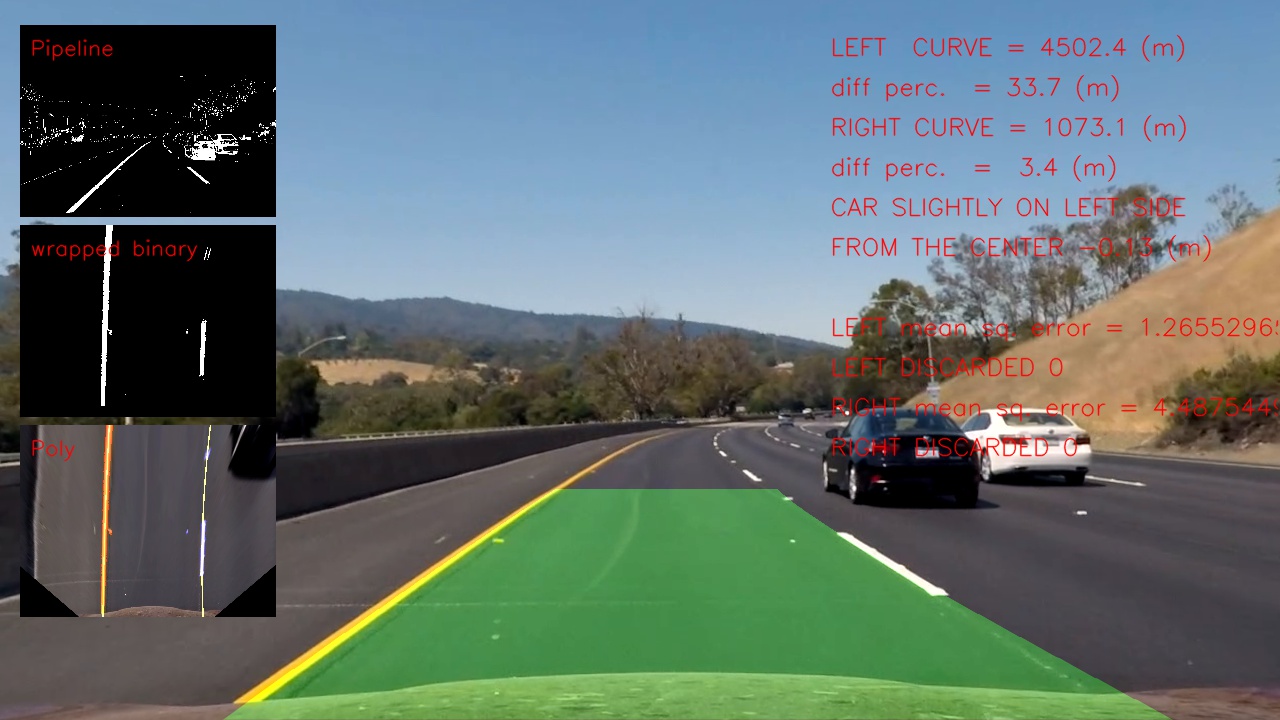 Pipeline
wrapped binary
Poly
LEFT CURVE = 4502.4 (m)
diff perc. = 33.7 (m)
RIGHT CURVE = 1073.1 (m)
diff perc. = 3.4 (m)
CAR SLIGHTLY ON LEFT SIDE
FROM THE CENTER -0.13 (m)
LEFT mean sq. error = 1.2655296
LEFT DISCARDED 0
RIGHT mean sq. error = 4.487544
RIGHT DISCARDED 0